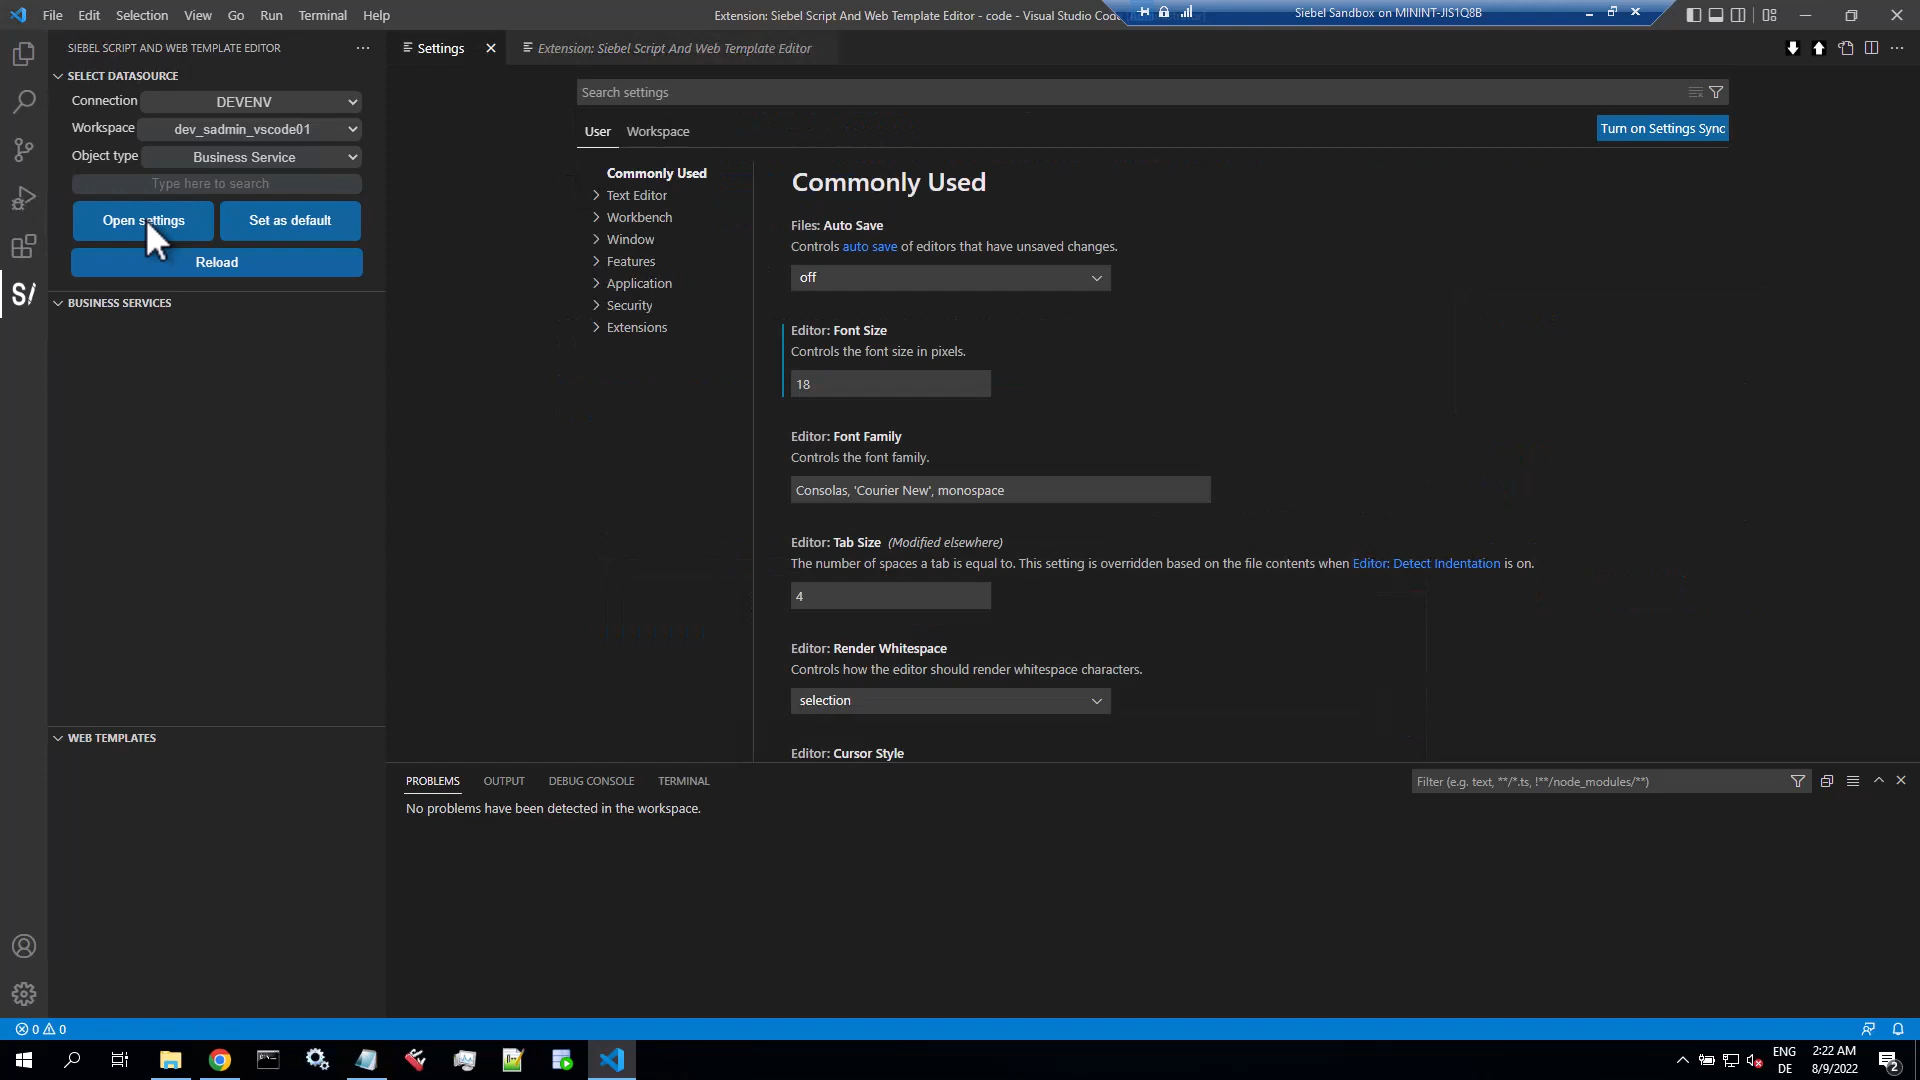 File Edit Selection View Go Run Terminal Help
Extension: Siebel Script And Web Template Editor - code - Visual Studio Code
Siebel Sandbox on MININT-JIS1Q8B
SIEBEL SCRIPT AND WEB TEMPLATE EDITOR
Settings
Extension: Siebel Script And Web Template Editor
SELECT DATASOURCE
Connection DEVENV
Workspace dev_sadmin_vscode01
Object type Business Service
Type here to search
Open settings
Set as default
Reload
BUSINESS SERVICES
WEB TEMPLATES
Search settings
User Workspace
Turn on Settings Sync
Commonly Used
Text Editor
Workbench
Window
Features
Application
Security
Extensions
Commonly Used
Files: Auto Save
Controls auto save of editors that have unsaved changes.
off
Editor: Font Size
Controls the font size in pixels.
18
Editor: Font Family
Controls the font family.
Consolas, 'Courier New', monospace
Editor: Tab Size (Modified elsewhere)
The number of spaces a tab is equal to. This setting is overridden based on the file contents when Editor: Detect Indentation is on.
4
Editor: Render Whitespace
Controls how the editor should render whitespace characters.
selection
Editor: Cursor Style
PROBLEMS OUTPUT DEBUG CONSOLE TERMINAL
Filter (e.g. text, **/*.ts, !**/node_modules/**)
No problems have been detected in the workspace.
0 0
ENG
DE
2:22 AM
8/9/2022
2